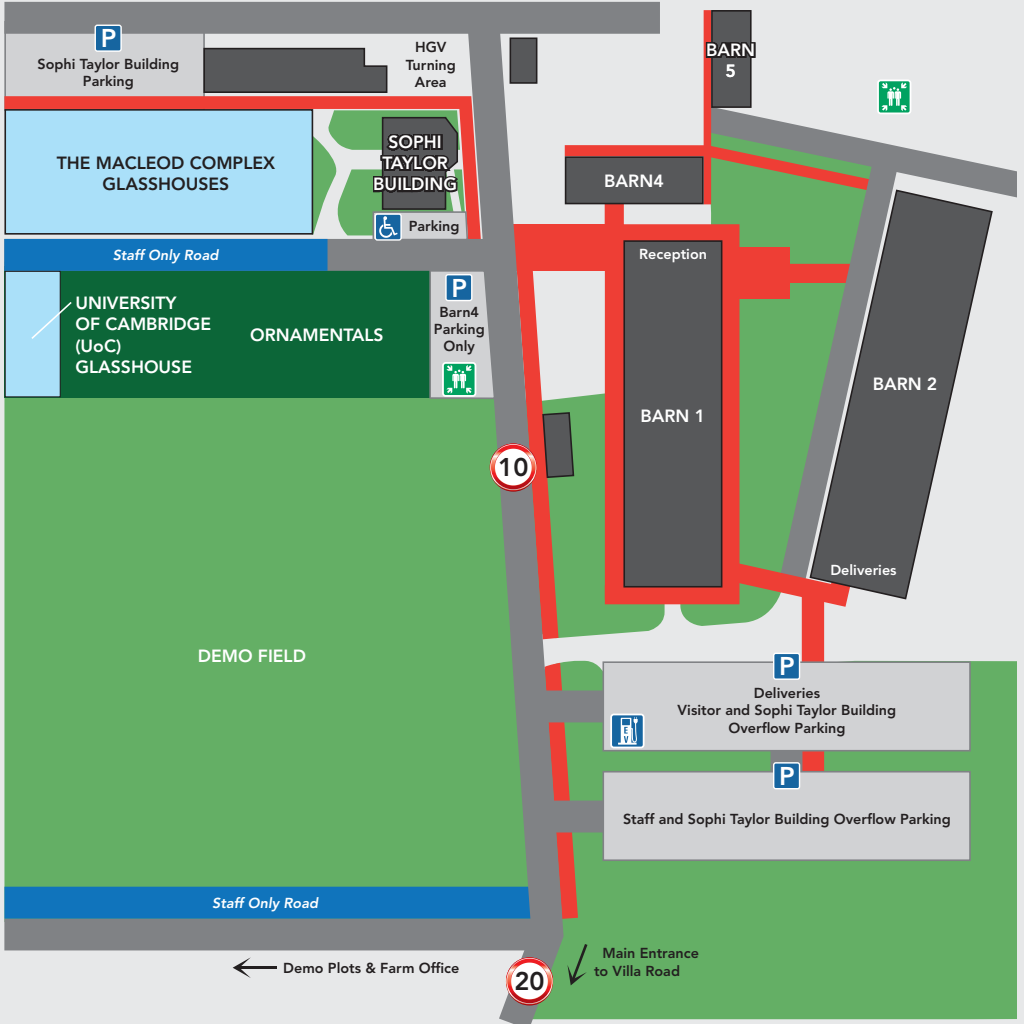 P
Sophi Taylor Building
Parking
HGV
Turning
Area
BARN
5
THE MACLEOD COMPLEX
GLASSHOUSES
SOPHI
TAYLOR
BUILDING
BARN4
Parking
Staff Only Road
Reception
P
Barn4
Parking
Only
UNIVERSITY
OF CAMBRIDGE
(UoC)
GLASSHOUSE
ORNAMENTALS
BARN 1
BARN 2
10
Deliveries
DEMO FIELD
P
Deliveries
Visitor and Sophi Taylor Building
Overflow Parking
EV
P
Staff and Sophi Taylor Building Overflow Parking
Staff Only Road
Main Entrance
to Villa Road
Demo Plots & Farm Office
20